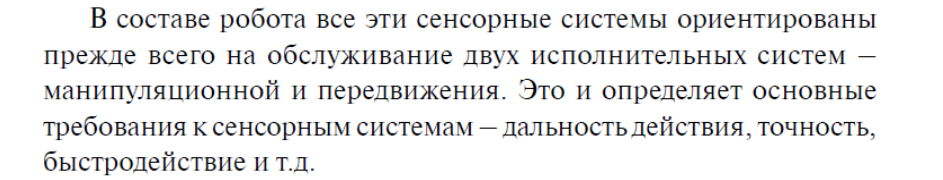 В составе робота все эти сенсорные системы ориентированы
прежде всего на обслуживание двух исполнительных систем –
манипуляционной и передвижения. Это и определяет основные
требования к сенсорным системам – дальность действия, точность,
быстродействие и т.д.